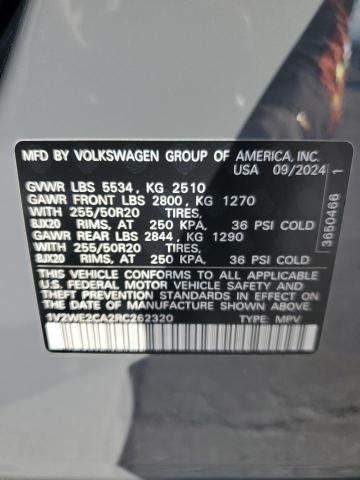 MFD BY VOLKSWAGEN GROUP OF AMERICA, INC.
USA 09/2024
GVWR LBS 5534, KG 2510
GAWR FRONT LBS 2800, KG 1270
WITH 255/50R20 TIRES,
8JX20 RIMS, AT 250 KPA, 36 PSI COLD
GAWR REAR LBS 2844, KG 1290
WITH 255/50R20 TIRES,
8JX20 RIMS, AT 250 KPA, 36 PSI COLD
THIS VEHICLE CONFORMS TO ALL APPLICABLE
U.S. FEDERAL MOTOR VEHICLE SAFETY
STANDARDS IN EFFECT ON THE
DATE OF MANUFACTURE SHOWN ABOVE.
1V2WE2CA2RC262320 TYPE: MPV
3650466 1